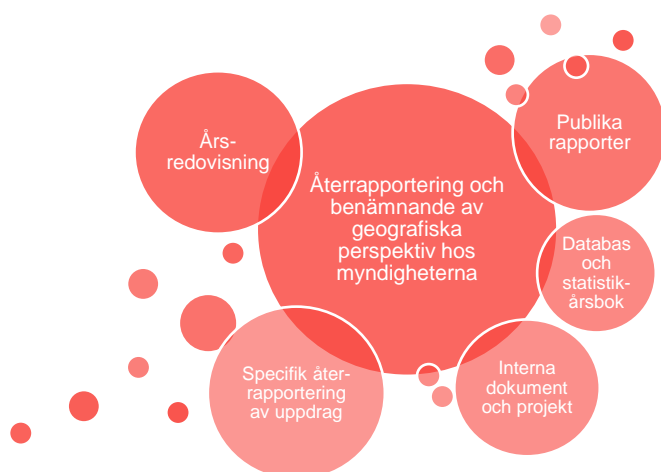 Års-
redovisning
Återrapportering och
benämnande av
geografiska
perspektiv hos
myndigheterna
Publika
rapporter
Databas
och
statistik-
årsbok
Interna
dokument
och projekt
Specifik åter-
rapportering
av uppdrag